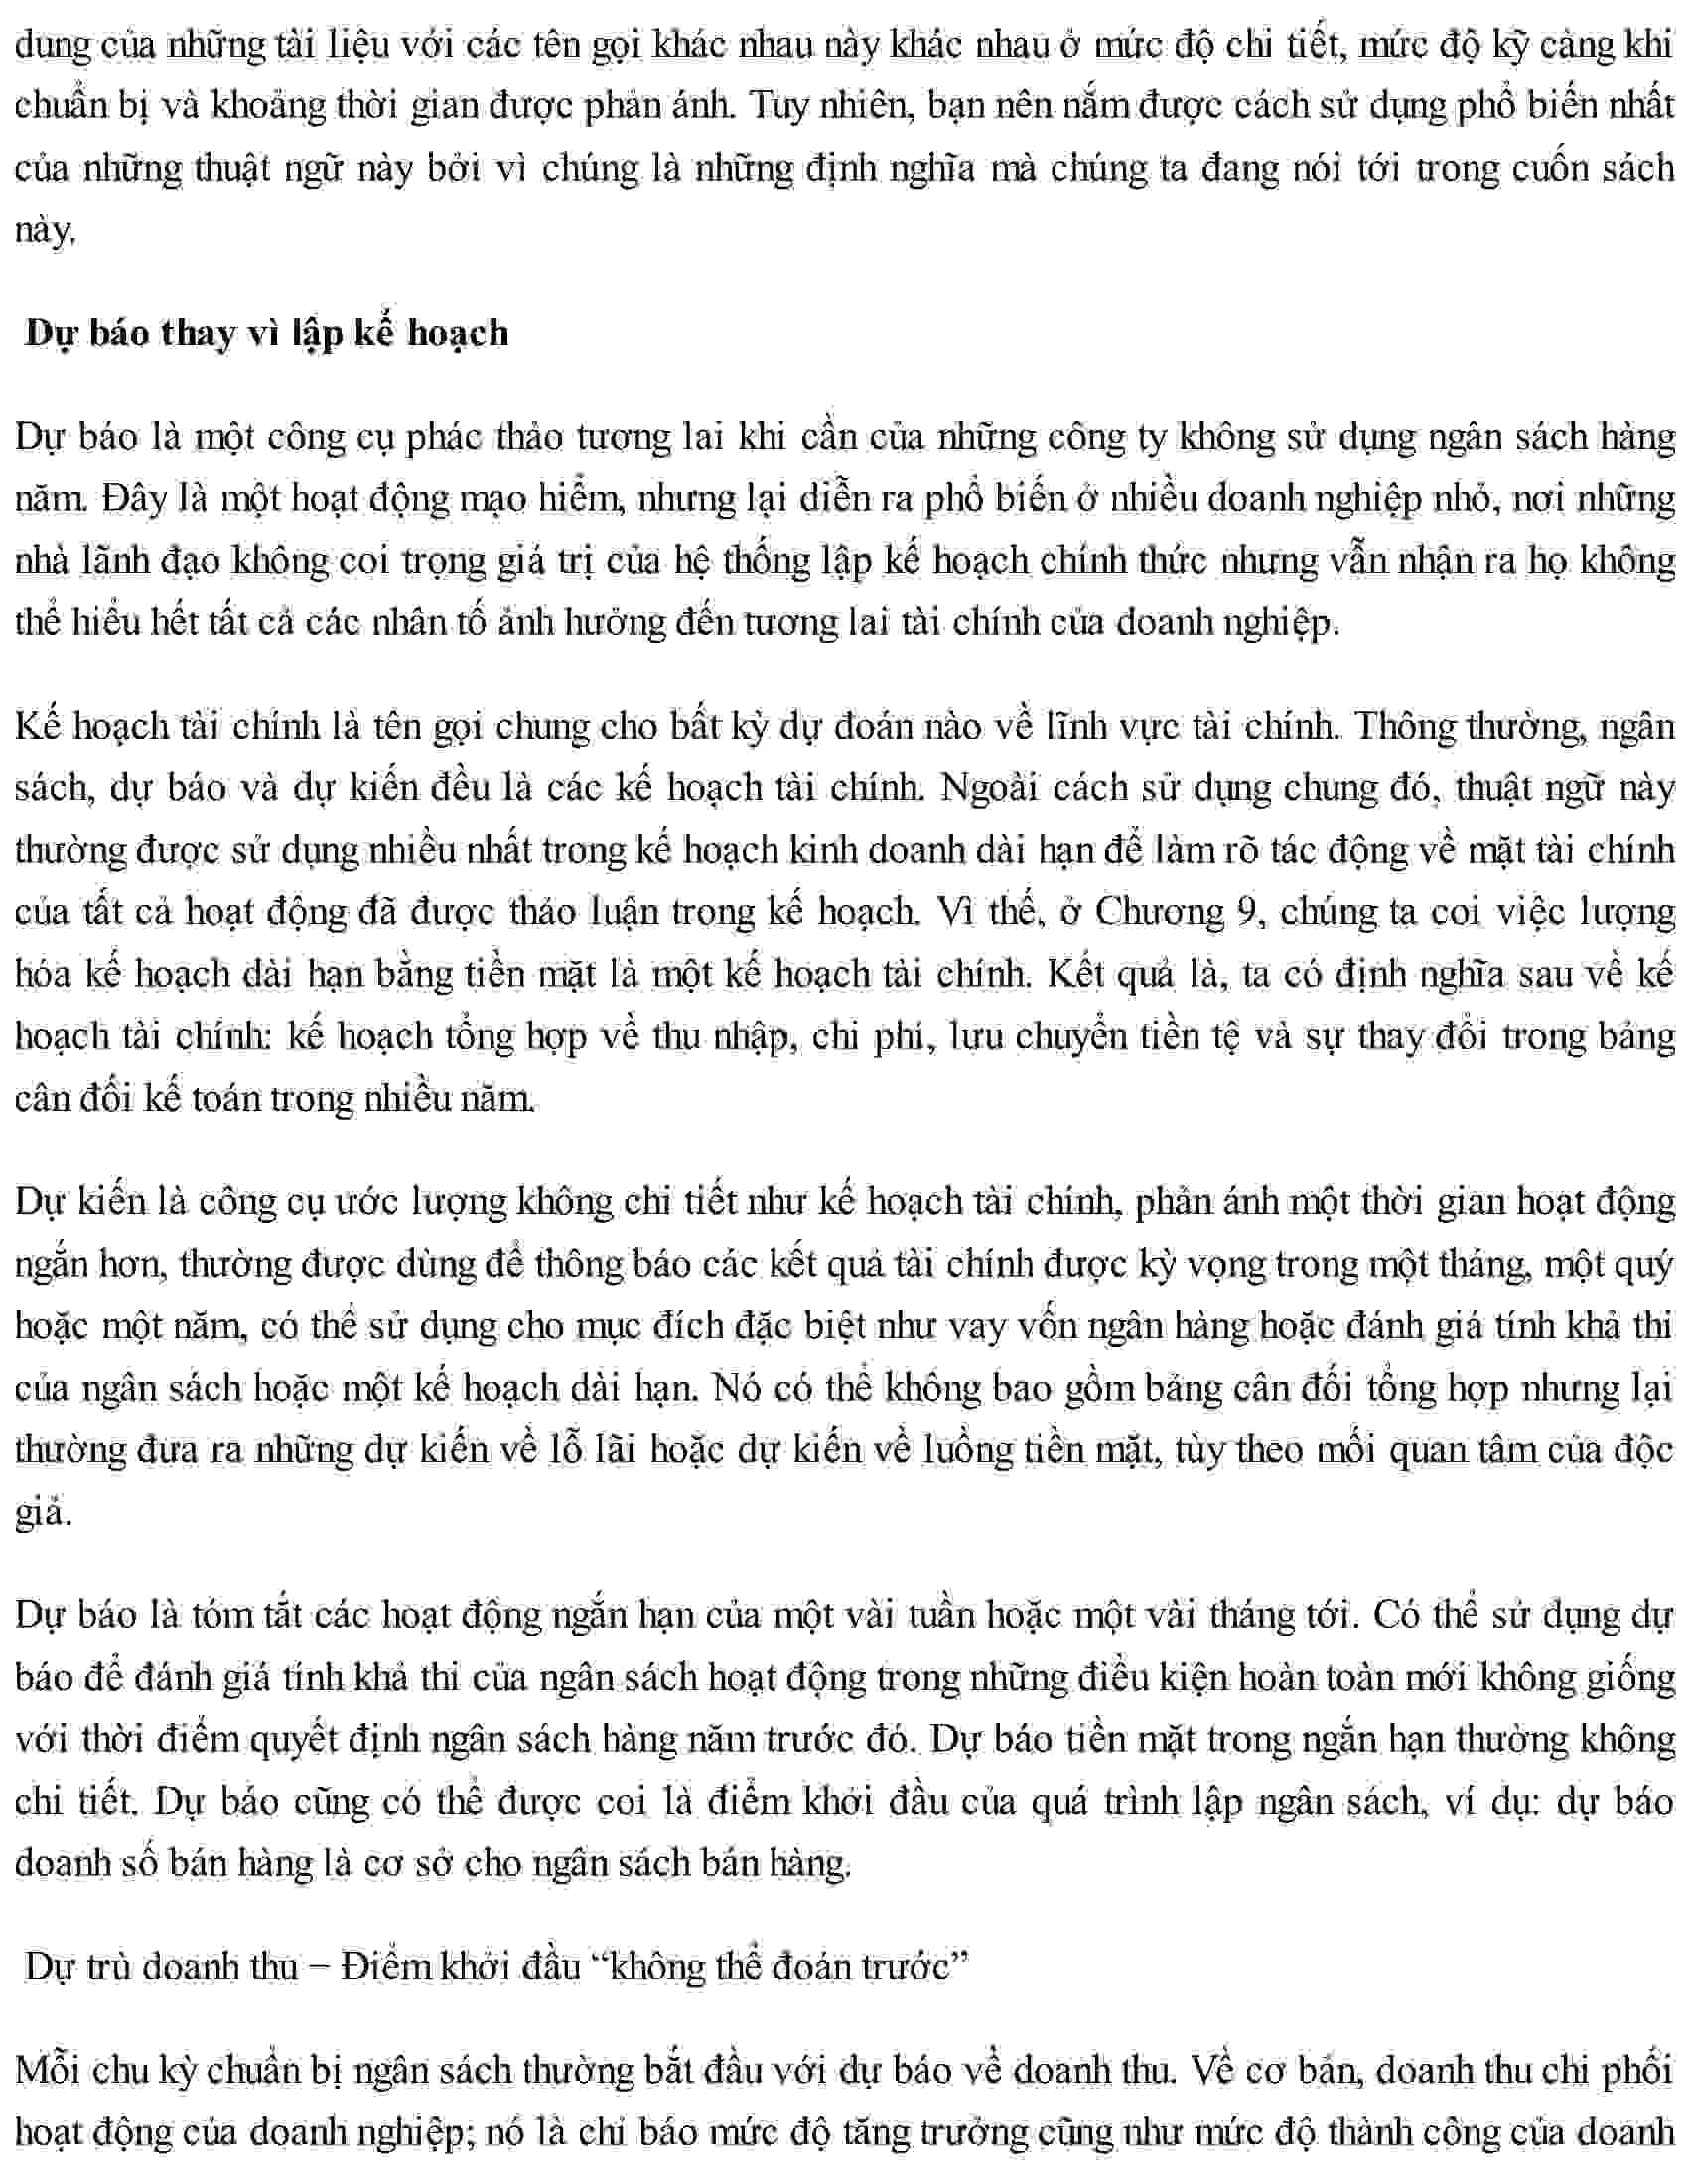 dung của những tài liệu với các tên gọi khác nhau này khác nhau ở mức độ chi tiết, mức độ kỹ càng khi
chuẩn bị và khoảng thời gian được phản ánh. Tuy nhiên, bạn nên nắm được cách sử dụng phổ biến nhất
của những thuật ngữ này bởi vì chúng là những định nghĩa mà chúng ta đang nói tới trong cuốn sách
này.
Dự báo thay vì lập kế hoạch
Dự báo là một công cụ phác thảo tương lai khi cần của những công ty không sử dụng ngân sách hàng
năm. Đây là một hoạt động mạo hiểm, nhưng lại diễn ra phổ biến ở nhiều doanh nghiệp nhỏ, nơi những
nhà lãnh đạo không coi trọng giá trị của hệ thống lập kế hoạch chính thức nhưng vẫn nhận ra họ không
thể hiểu hết tất cả các nhân tố ảnh hưởng đến tương lai tài chính của doanh nghiệp.
Kế hoạch tài chính là tên gọi chung cho bất kỳ dự đoán nào về lĩnh vực tài chính. Thông thường, ngân
sách, dự báo và dự kiến đều là các kế hoạch tài chính. Ngoài cách sử dụng chung đó, thuật ngữ này
thường được sử dụng nhiều nhất trong kế hoạch kinh doanh dài hạn để làm rõ tác động về mặt tài chính
của tất cả hoạt động đã được thảo luận trong kế hoạch. Vì thế, ở Chương 9, chúng ta coi việc lượng
hóa kế hoạch dài hạn bằng tiền mặt là một kế hoạch tài chính. Kết quả là, ta có định nghĩa sau về kế
hoạch tài chính: kế hoạch tổng hợp về thu nhập, chi phí, lưu chuyển tiền tệ và sự thay đổi trong bảng
cân đối kế toán trong nhiều năm.
Dự kiến là công cụ ước lượng không chi tiết như kế hoạch tài chính, phản ánh một thời gian hoạt động
ngắn hơn, thường được dùng để thông báo các kết quả tài chính được kỳ vọng trong một tháng, một quý
hoặc một năm, có thể sử dụng cho mục đích đặc biệt như vay vốn ngân hàng hoặc đánh giá tính khả thi
của ngân sách hoặc một kế hoạch dài hạn. Nó có thể không bao gồm bảng cân đối tổng hợp nhưng lại
thường đưa ra những dự kiến về lỗ lãi hoặc dự kiến về luồng tiền mặt, tùy theo mối quan tâm của độc
giả.
Dự báo là tóm tắt các hoạt động ngắn hạn của một vài tuần hoặc một vài tháng tới. Có thể sử dụng dự
báo để đánh giá tính khả thi của ngân sách hoạt động trong những điều kiện hoàn toàn mới không giống
với thời điểm quyết định ngân sách hàng năm trước đó. Dự báo tiền mặt trong ngắn hạn thường không
chi tiết. Dự báo cũng có thể được coi là điểm khởi đầu của quá trình lập ngân sách, ví dụ: dự báo
doanh số bán hàng là cơ sở cho ngân sách bán hàng.
Dự trù doanh thu – Điểm khởi đầu “không thể đoán trước”
Mỗi chu kỳ chuẩn bị ngân sách thường bắt đầu với dự báo về doanh thu. Về cơ bản, doanh thu chi phối
hoạt động của doanh nghiệp; nó là chỉ báo mức độ tăng trưởng cũng như mức độ thành công của doanh